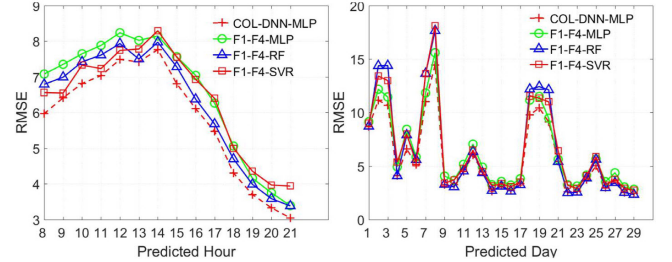 RMSE
9
8
7
6
5
4
3
8 9 10 11 12 13 14 15 16 17 18 19 20 21
Predicted Hour
COL-DNN-MLP
F1-F4-MLP
F1-F4-RF
F1-F4-SVR
RMSE
20
15
10
5
0
1 3 5 7 9 11 13 15 17 19 21 23 25 27 29
Predicted Day
COL-DNN-MLP
F1-F4-MLP
F1-F4-RF
F1-F4-SVR